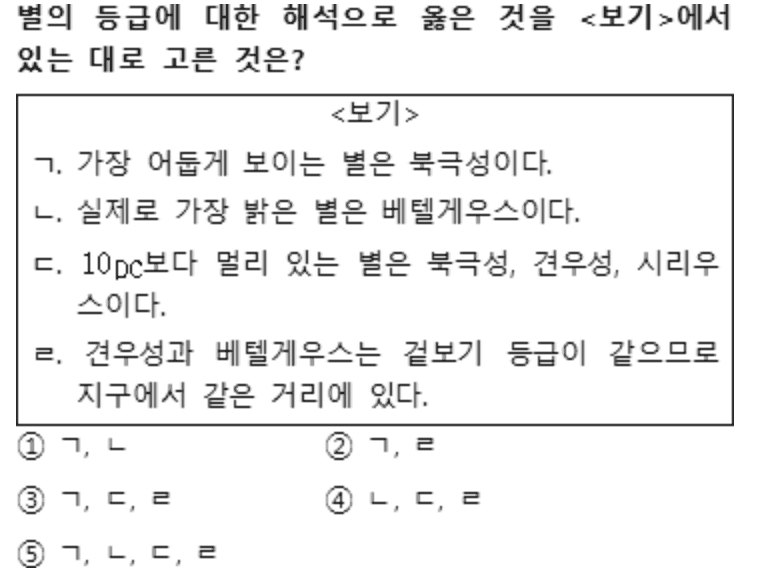 별의 등급에 대한 해석으로 옳은 것을 <보기>에서
있는 대로 고른 것은?
<보기>
ㄱ. 가장 어둡게 보이는 별은 북극성이다.
ㄴ. 실제로 가장 밝은 별은 베텔게우스이다.
ㄷ. 10pc보다 멀리 있는 별은 북극성, 견우성, 시리우
스이다.
ㄹ. 견우성과 베텔게우스는 겉보기 등급이 같으므로
지구에서 같은 거리에 있다.
① ㄱ, ㄴ ② ㄱ, ㄹ
③ ㄱ, ㄷ, ㄹ ④ ㄴ, ㄷ, ㄹ
⑤ ㄱ, ㄴ, ㄷ, ㄹ